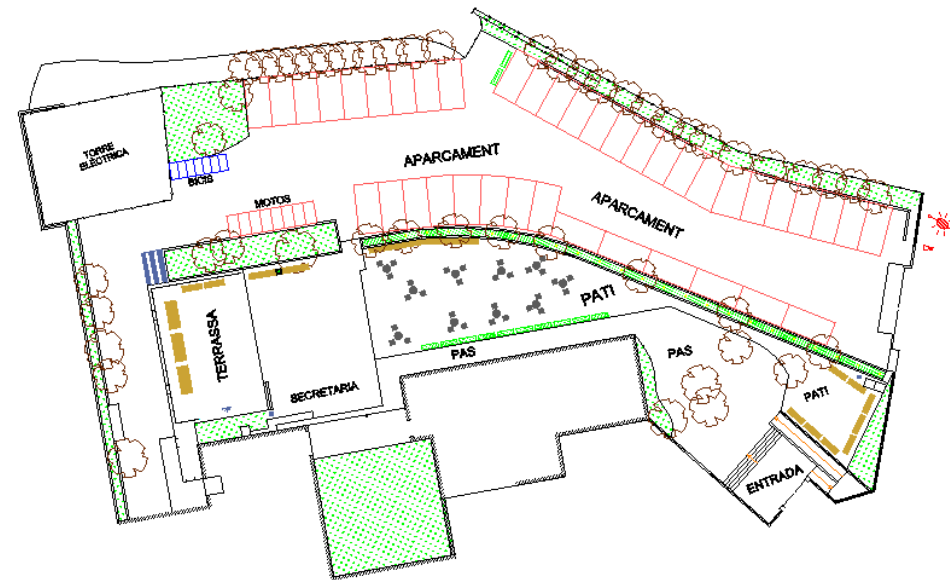 TORRE
ELÈCTRICA
BICIS
MOTOS
APARCAMENT
APARCAMENT
TERRASSA
SECRETARIA
PATI
PAS
PAS
PATI
ENTRADA